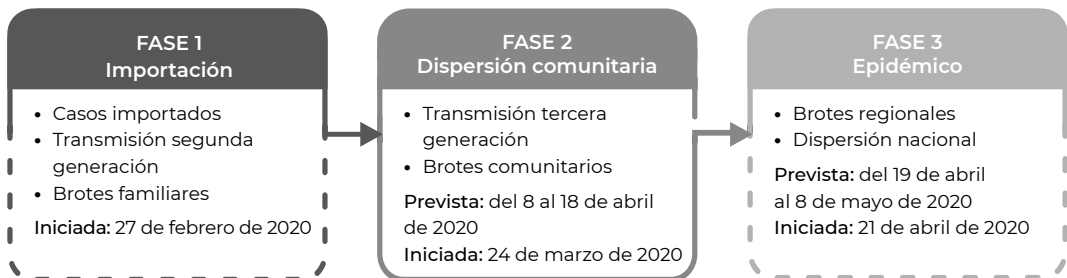 FASE 1
Importación
• Casos importados
• Transmisión segunda
generación
• Brotes familiares
Iniciada: 27 de febrero de 2020
FASE 2
Dispersión comunitaria
• Transmisión tercera
generación
• Brotes comunitarios
Prevista: del 8 al 18 de abril
de 2020
Iniciada: 24 de marzo de 2020
FASE 3
Epidémico
• Brotes regionales
• Dispersión nacional
Prevista: del 19 de abril
al 8 de mayo de 2020
Iniciada: 21 de abril de 2020